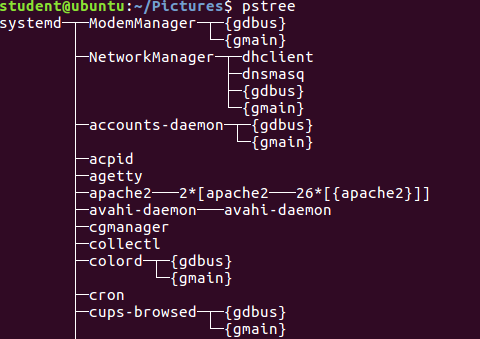 student@ubuntu:~/Pictures$ pstree
systemd─┬─ModemManager─┬─{gdbus}
        │              └─{gmain}
        ├─NetworkManager─┬─dhclient
        │                ├─dnsmasq
        │                ├─{gdbus}
        │                └─{gmain}
        ├─accounts-daemon─┬─{gdbus}
        │                 └─{gmain}
        ├─acpid
        ├─agetty
        ├─apache2───2*[apache2───26*[{apache2}]]
        ├─avahi-daemon───avahi-daemon
        ├─cgmanager
        ├─collectl
        ├─colord─┬─{gdbus}
        │        └─{gmain}
        ├─cron
        ├─cups-browsed─┬─{gdbus}
        │              └─{gmain}